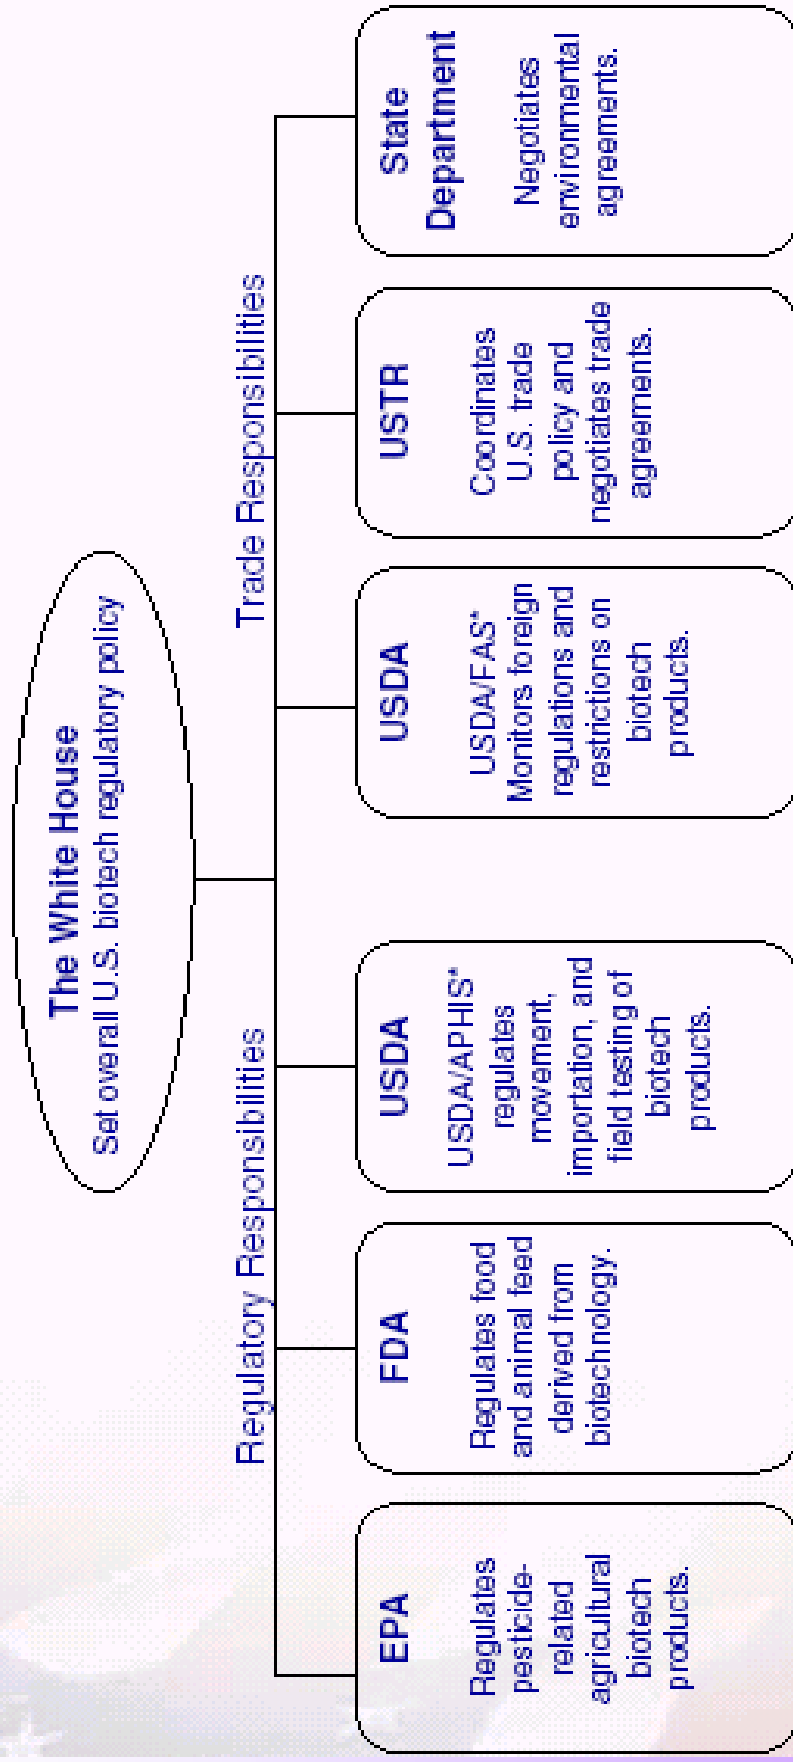 The White House
Set overall U.S. biotech regulatory policy
Regulatory Responsibilities
Trade Responsibilities
EPA
Regulates
pesticide-
related
agricultural
biotech
products.
FDA
Regulates food
and animal feed
derived from
biotechnology.
USDA
USDA/APHIS*
regulates
movement,
importation, and
field testing of
biotech
products.
USDA
USDA/FAS*
Monitors foreign
regulations and
restrictions on
biotech
products.
USTR
Coordinates
U.S. trade
policy and
negotiates trade
agreements.
State
Department
Negotiates
environmental
agreements.